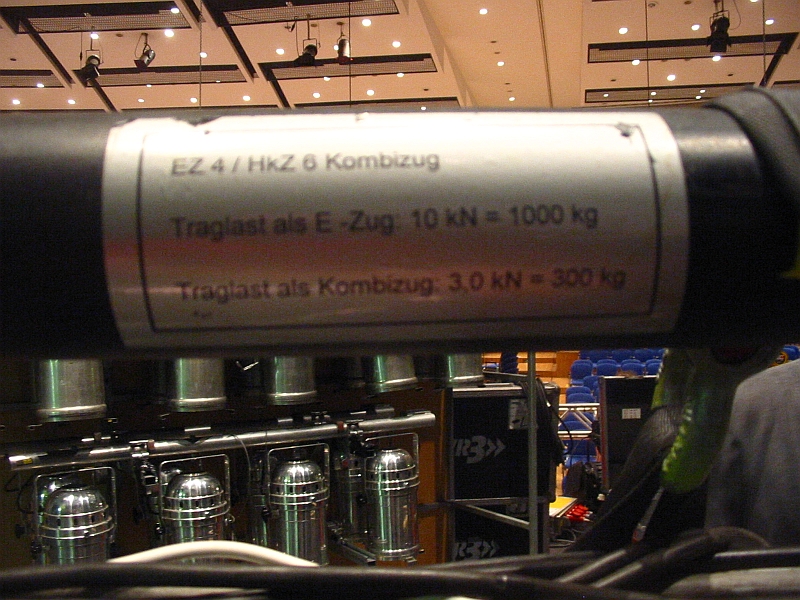 EZ 4 / HkZ 6 Kombizug
Traglast als E -Zug: 10 kN = 1000 kg
Traglast als Kombizug: 3,0 kN = 300 kg